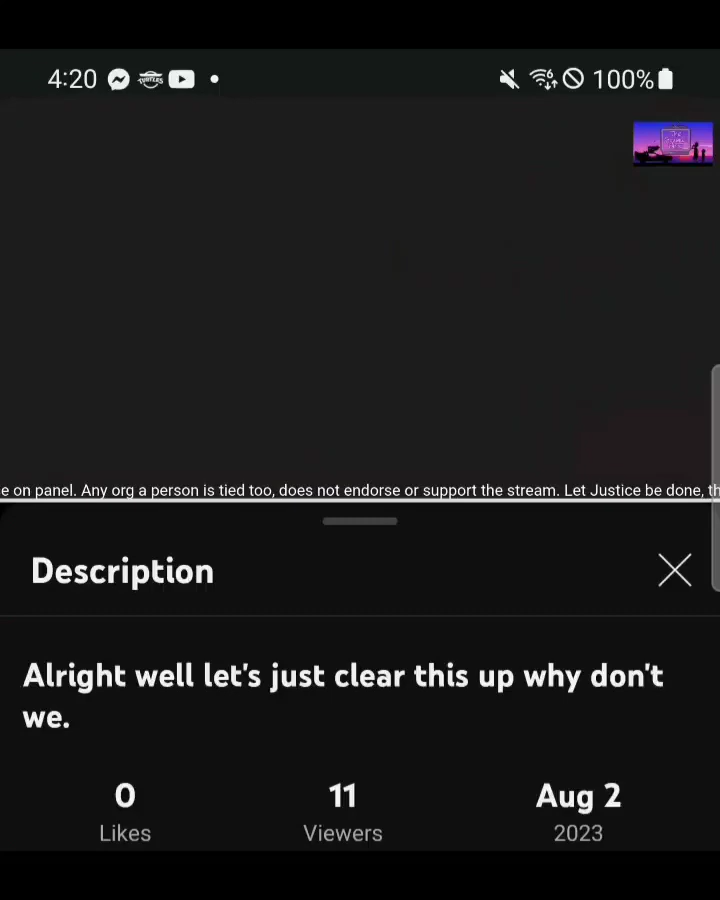 4:20 100%
e on panel. Any org a person is tied too, does not endorse or support the stream. Let Justice be done, th
Description
Alright well let's just clear this up why don't
we.
0 11 Aug 2
Likes Viewers 2023